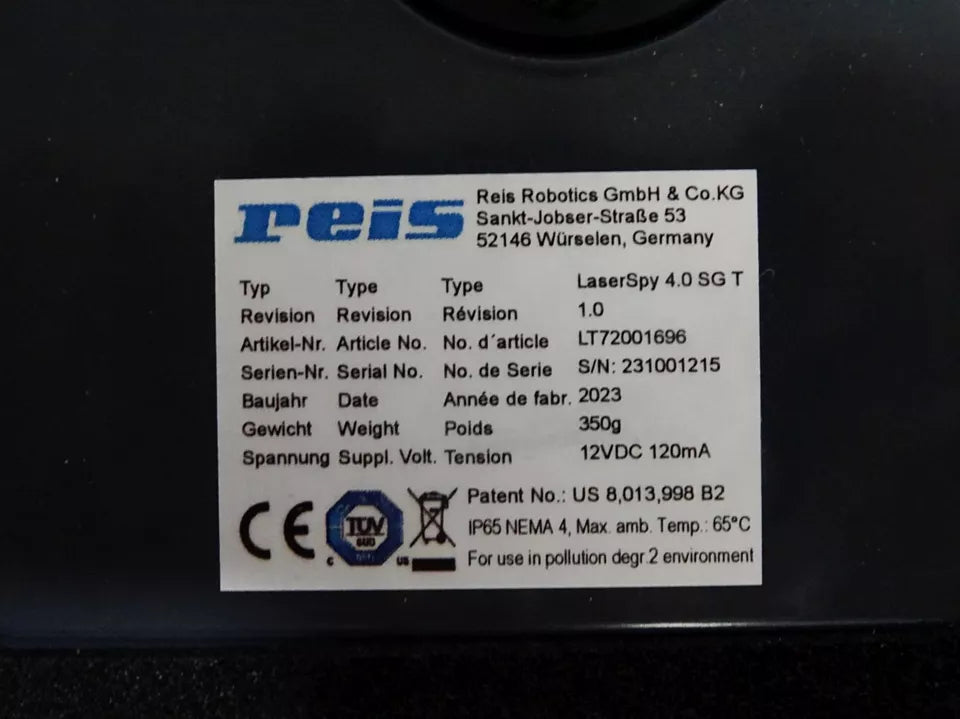 reis
Reis Robotics GmbH & Co.KG
Sankt-Jobser-Straße 53
52146 Würselen, Germany
Typ Type Type LaserSpy 4.0 SG T
Revision Revision Révision 1.0
Artikel-Nr. Article No. No. d´article LT72001696
Serien-Nr. Serial No. No. de Serie S/N: 231001215
Baujahr Date Année de fabr. 2023
Gewicht Weight Poids 350g
Spannung Suppl. Volt. Tension 12VDC 120mA
CE
TÜV
SÜD
C US
Patent No.: US 8,013,998 B2
IP65 NEMA 4, Max. amb. Temp.: 65°C
For use in pollution degr.2 environment